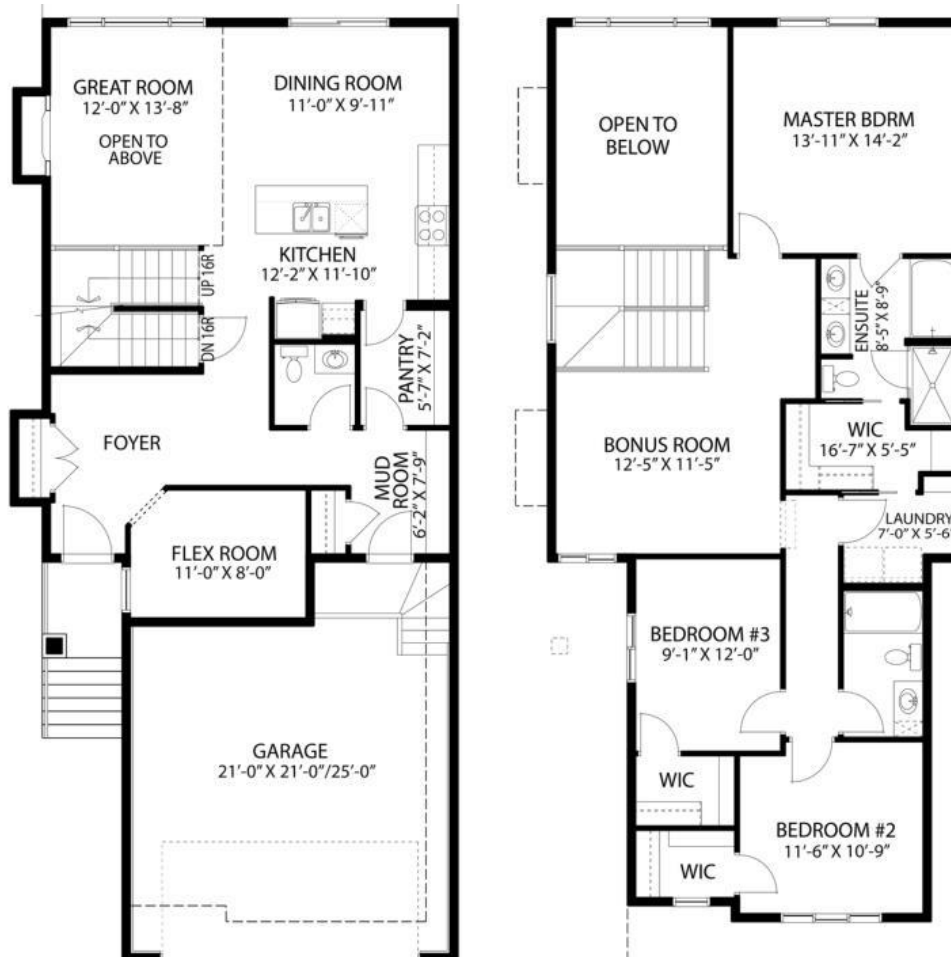 GREAT ROOM
12'-0" X 13'-8"
OPEN TO
ABOVE
DINING ROOM
11'-0" X 9'-11"
KITCHEN
12'-2" X 11'-10"
UP 16R
DN 16R
PANTRY
5'-7" X 7'-2"
FOYER
MUD
ROOM
6'-2" X 7'-9"
FLEX ROOM
11'-0" X 8'-0"
GARAGE
21'-0" X 21'-0"/25'-0"
OPEN TO
BELOW
MASTER BDRM
13'-11" X 14'-2"
ENSUITE
8'-5" X 8'-9"
WIC
16'-7" X 5'-5"
BONUS ROOM
12'-5" X 11'-5"
LAUNDRY
7'-0" X 5'-6"
BEDROOM #3
9'-1" X 12'-0"
WIC
BEDROOM #2
11'-6" X 10'-9"
WIC